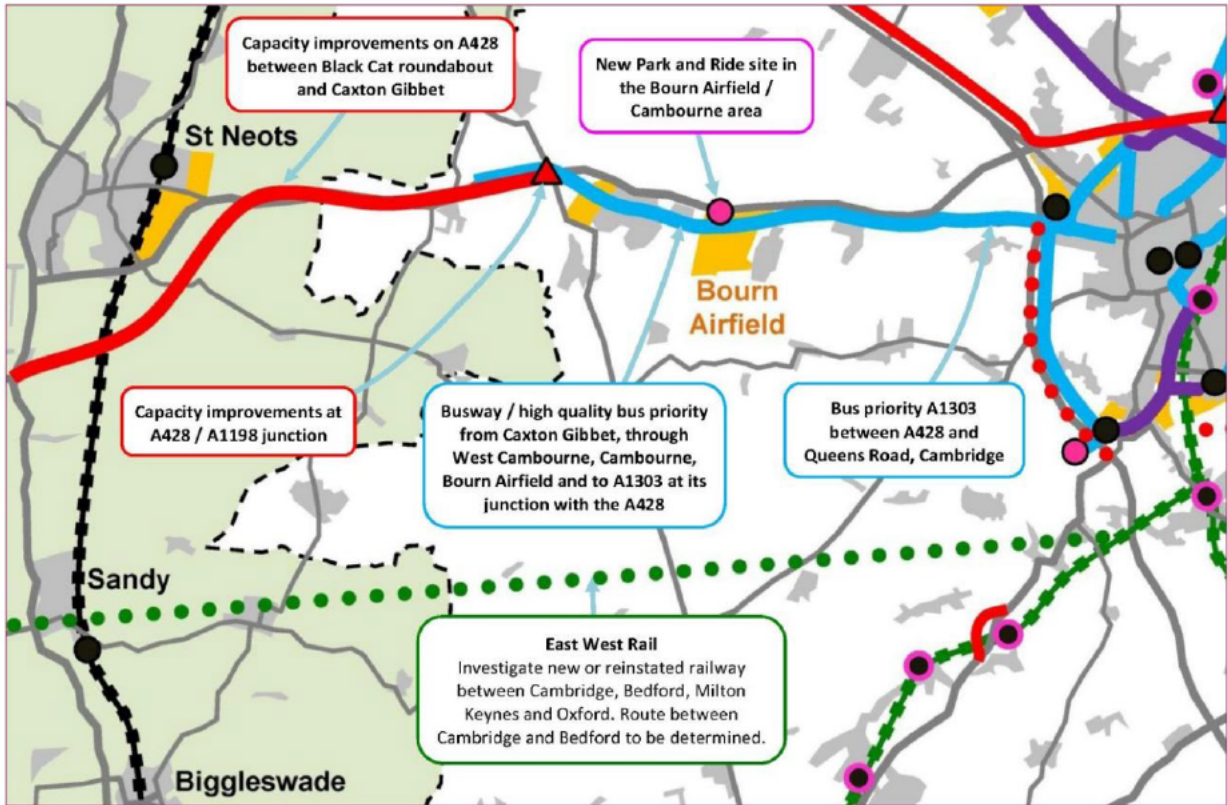 Capacity improvements on A428
between Black Cat roundabout
and Caxton Gibbet
New Park and Ride site in
the Bourn Airfield /
Cambourne area
St Neots
Bourn
Airfield
Capacity improvements at
A428 / A1198 junction
Busway / high quality bus priority
from Caxton Gibbet, through
West Cambourne, Cambourne,
Bourn Airfield and to A1303 at its
junction with the A428
Bus priority A1303
between A428 and
Queens Road, Cambridge
Sandy
East West Rail
Investigate new or reinstated railway
between Cambridge, Bedford, Milton
Keynes and Oxford. Route between
Cambridge and Bedford to be determined.
Biggleswade